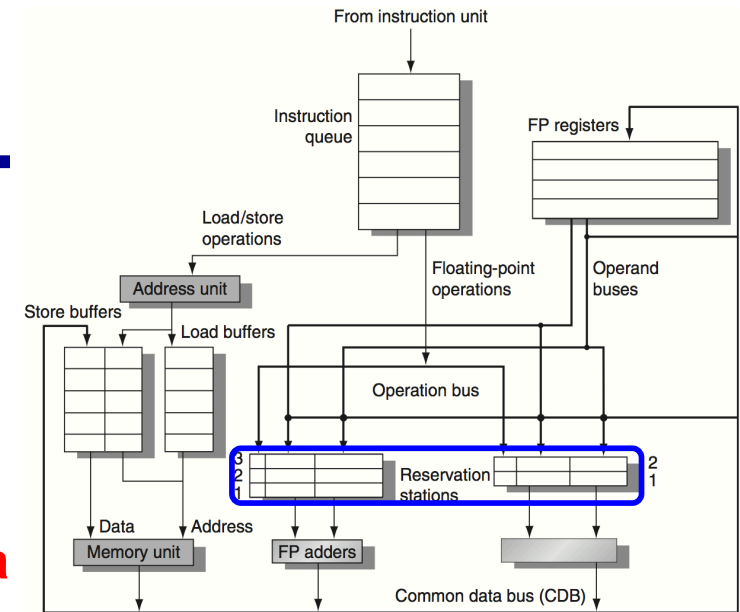 From instruction unit
Instruction
queue
FP registers
Load/store
operations
Floating-point
operations
Operand
buses
Address unit
Store buffers
Load buffers
Operation bus
3
2
1
Reservation
stations
2
1
Data
Address
Memory unit
FP adders
Common data bus (CDB)
a